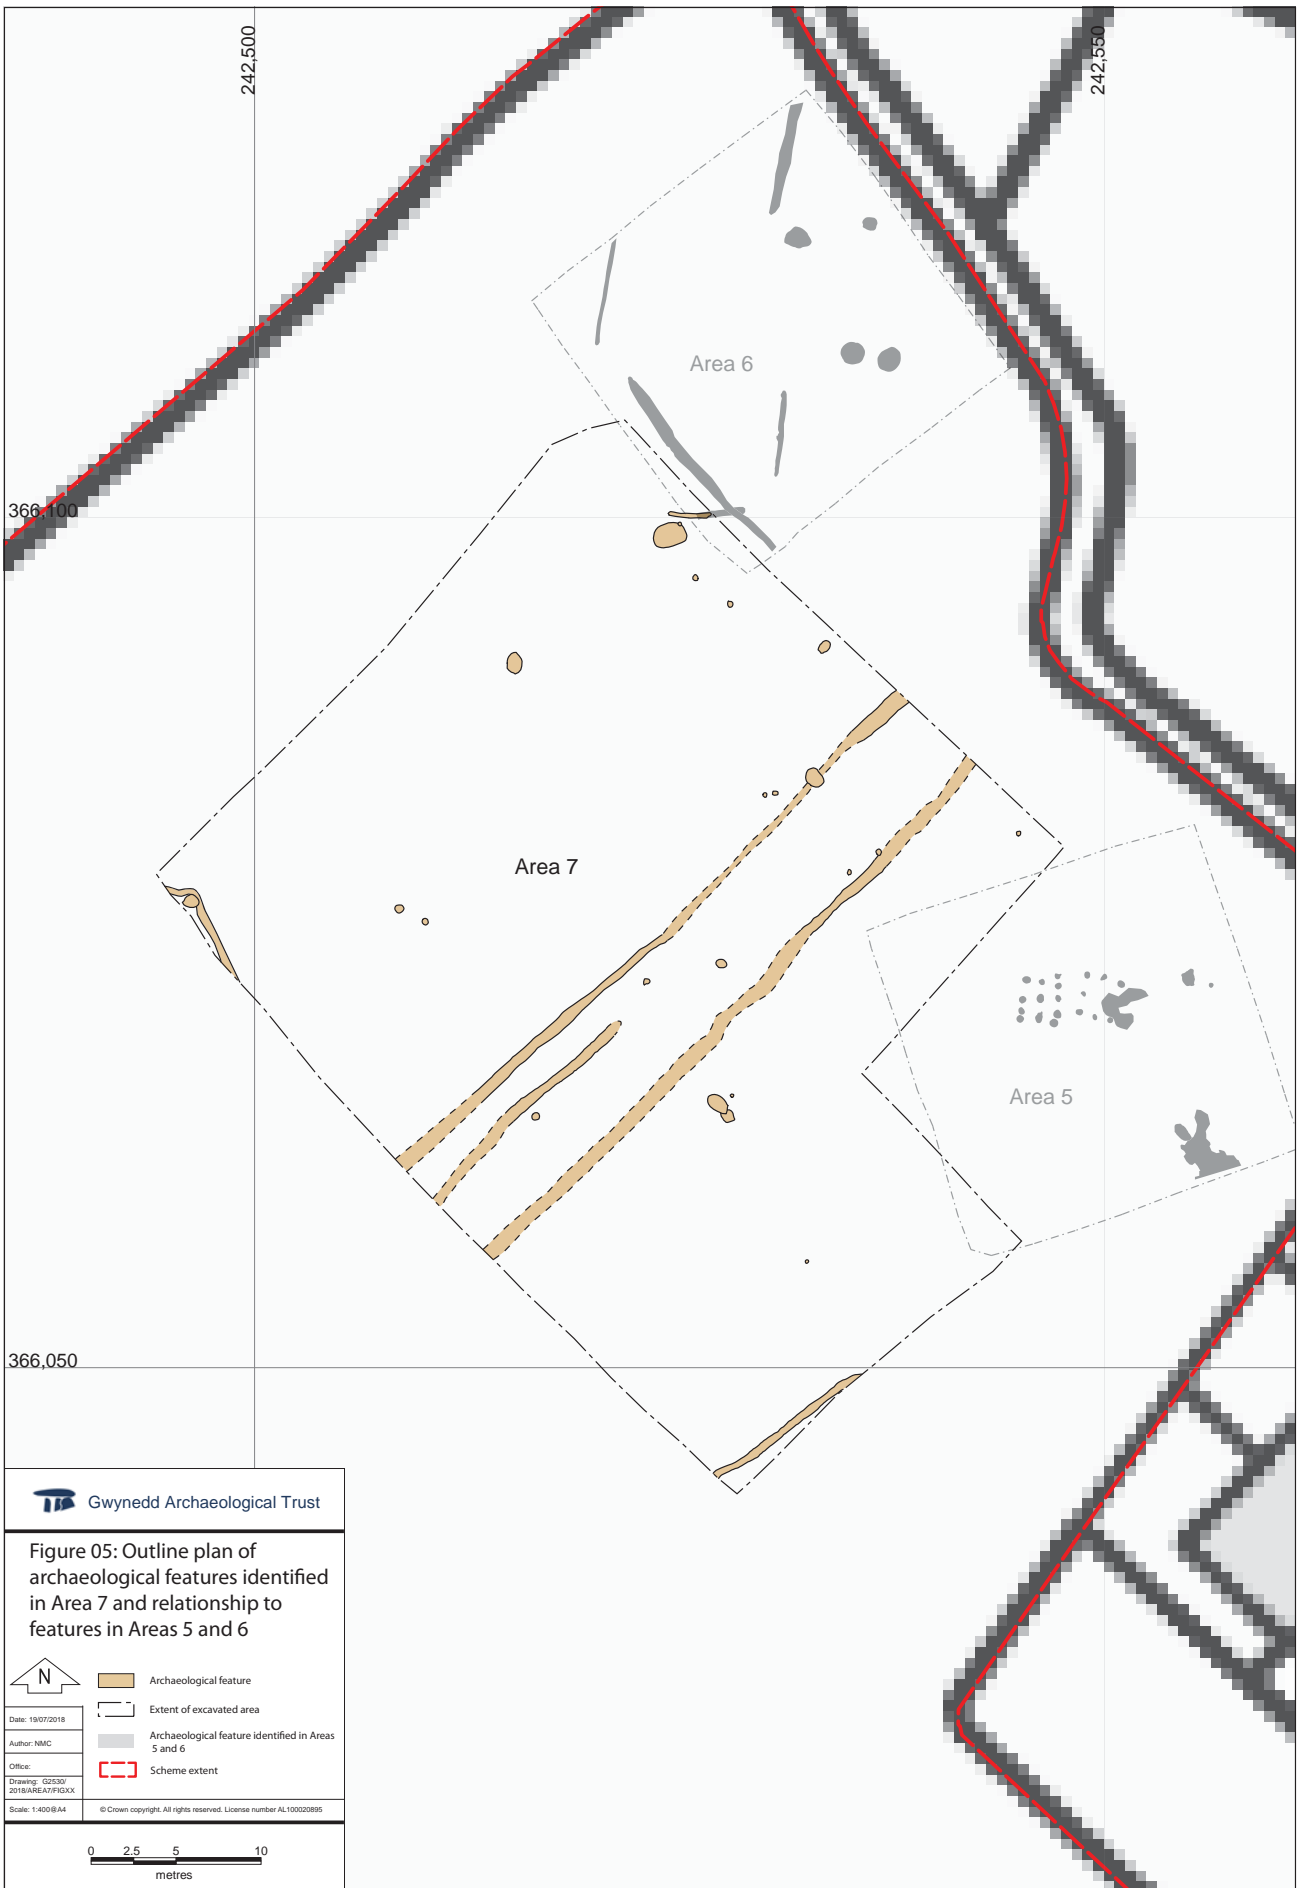 242,500
242,550
Area 6
366,100
Area 7
Area 5
366,050
Gwynedd Archaeological Trust
Figure 05: Outline plan of
archaeological features identified
in Area 7 and relationship to
features in Areas 5 and 6
N
Archaeological feature
Extent of excavated area
Archaeological feature identified in Areas
5 and 6
Scheme extent
Date: 19/07/2018
Author: NMC
Office:
Drawing: G2530/
2018/AREA7/FIGXX
Scale: 1:400@A4
© Crown copyright. All rights reserved. License number AL100020895
0 2.5 5 10
metres